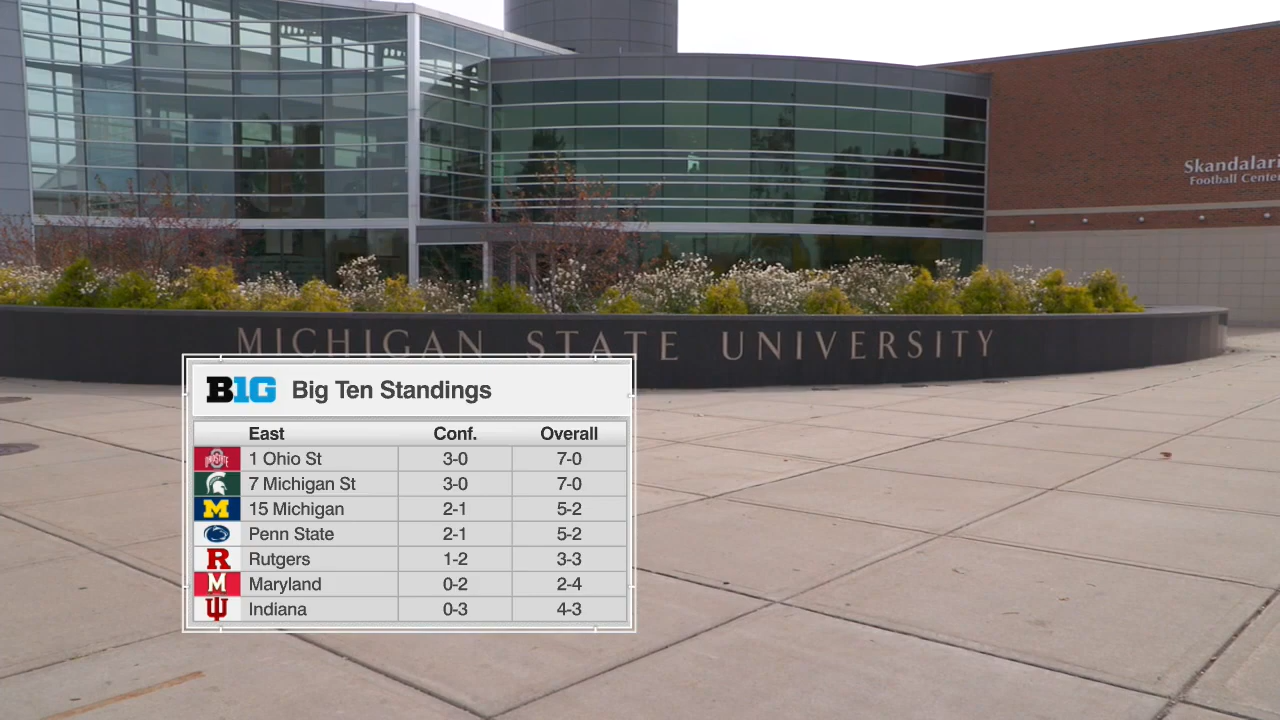 Skandalari
Football Center
MICHIGAN STATE UNIVERSITY
B1G Big Ten Standings
East Conf. Overall
1 Ohio St 3-0 7-0
7 Michigan St 3-0 7-0
15 Michigan 2-1 5-2
Penn State 2-1 5-2
Rutgers 1-2 3-3
Maryland 0-2 2-4
Indiana 0-3 4-3